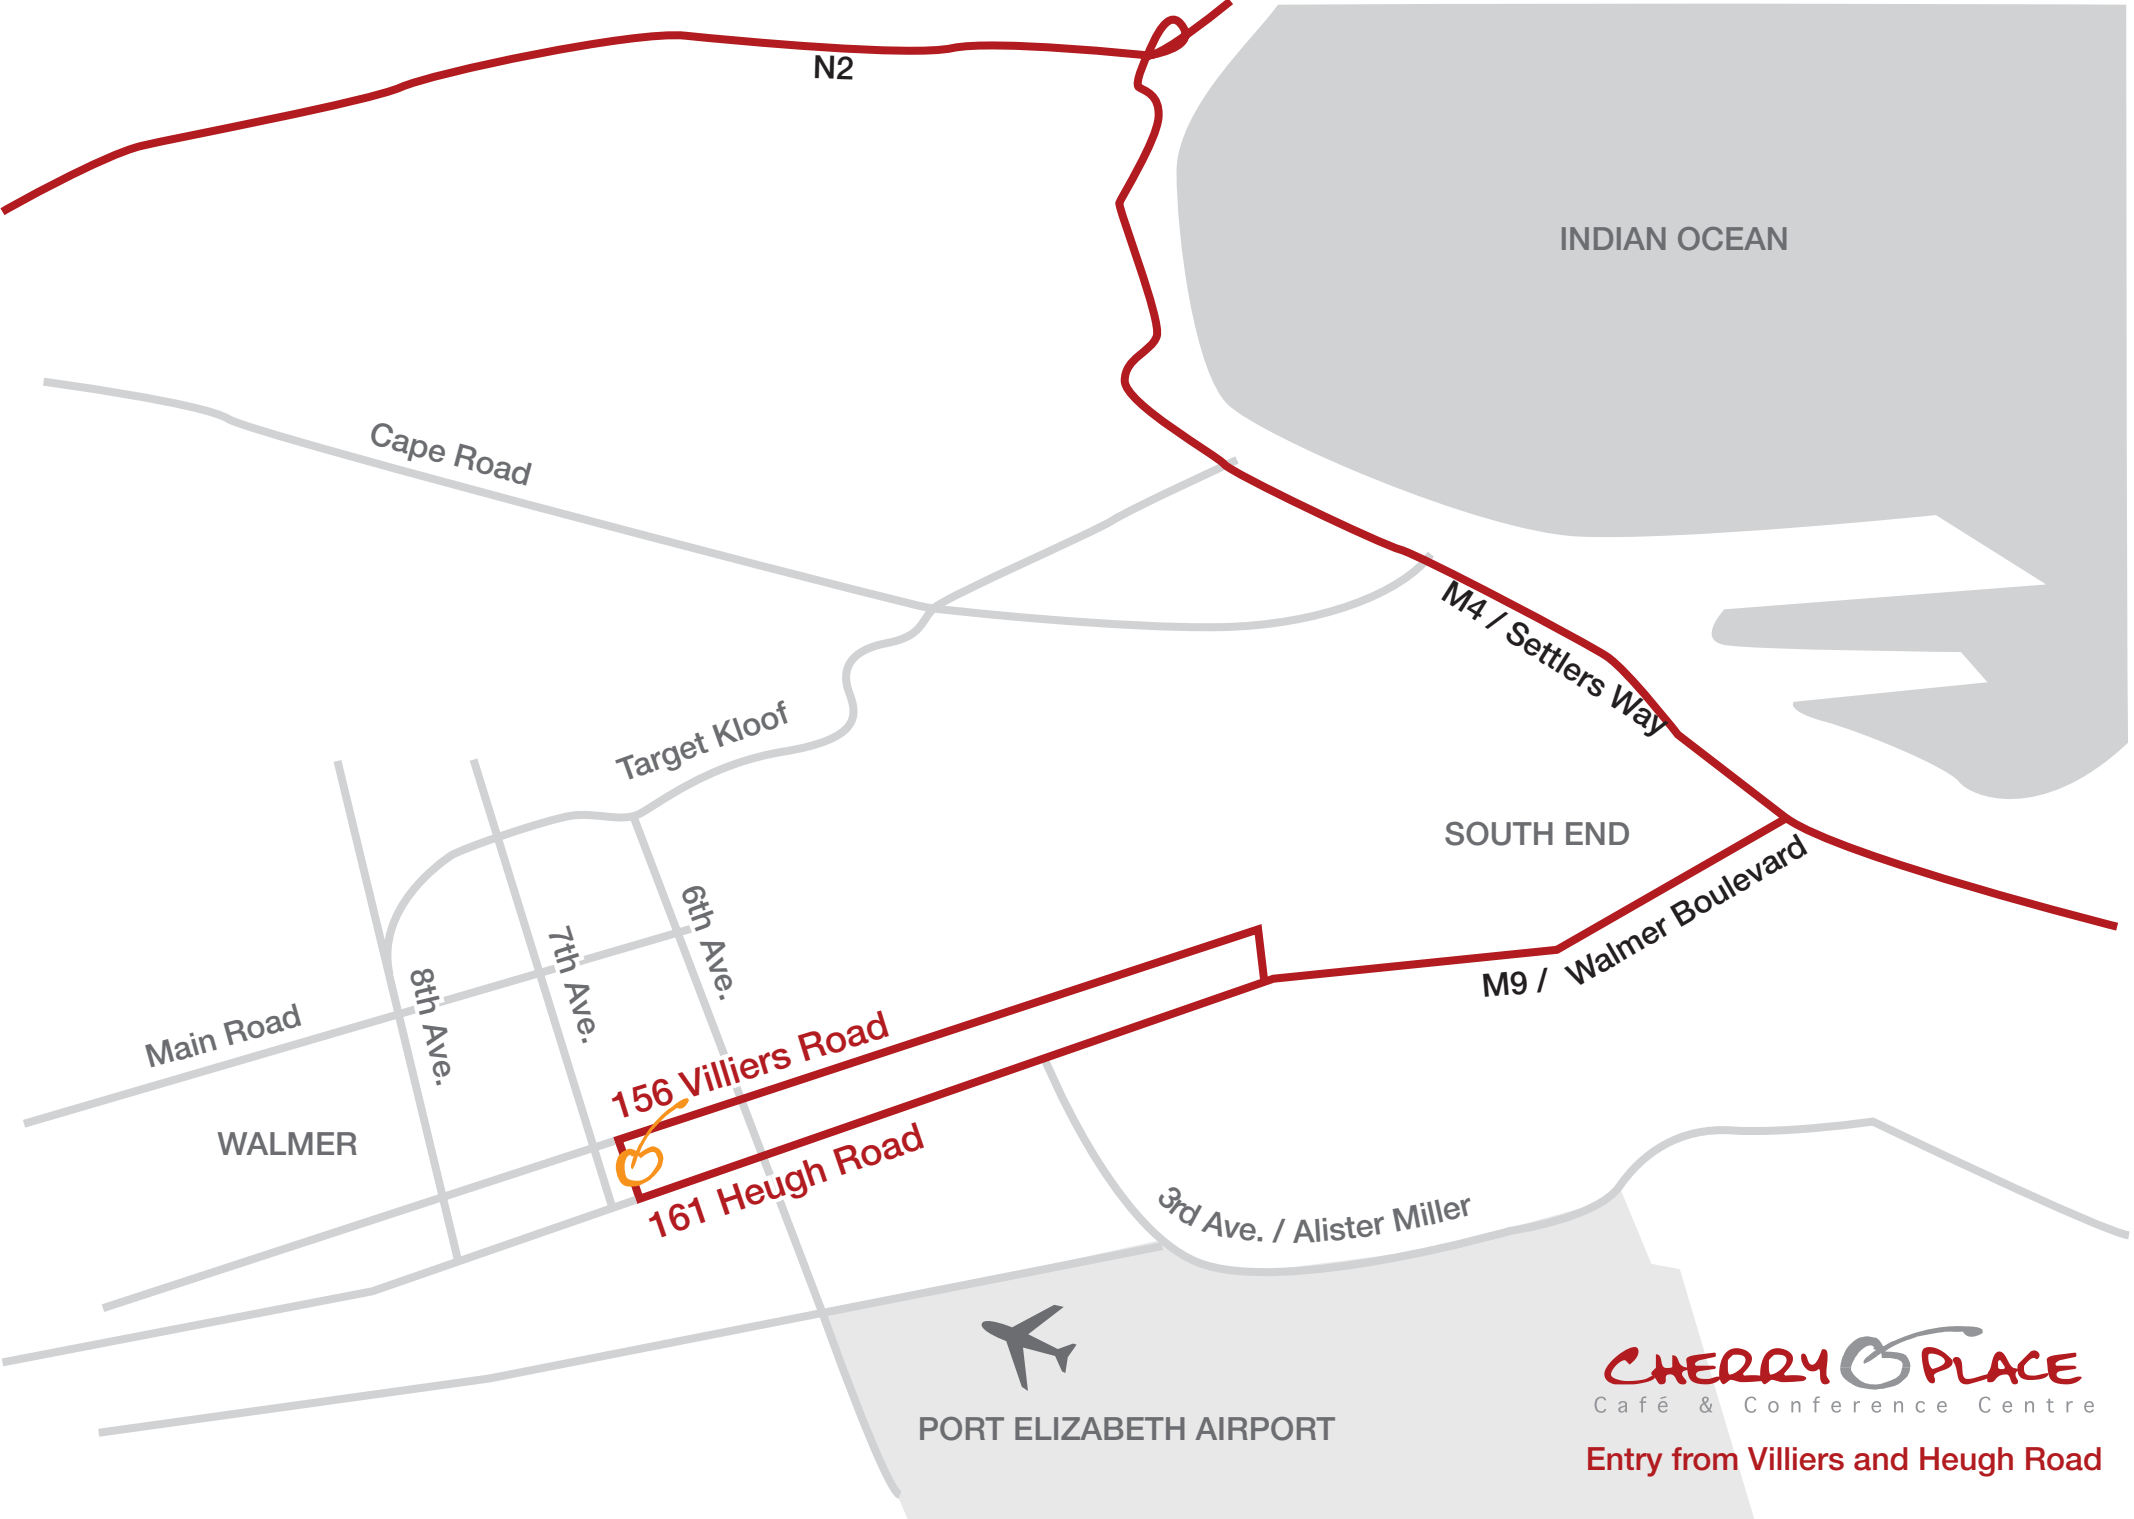 N2
INDIAN OCEAN
Cape Road
M4 / Settlers Way
Target Kloof
SOUTH END
6th Ave.
7th Ave.
8th Ave.
M9 / Walmer Boulevard
Main Road
156 Villiers Road
WALMER
161 Heugh Road
3rd Ave. / Alister Miller
PORT ELIZABETH AIRPORT
CHERRY PLACE
Café & Conference Centre
Entry from Villiers and Heugh Road